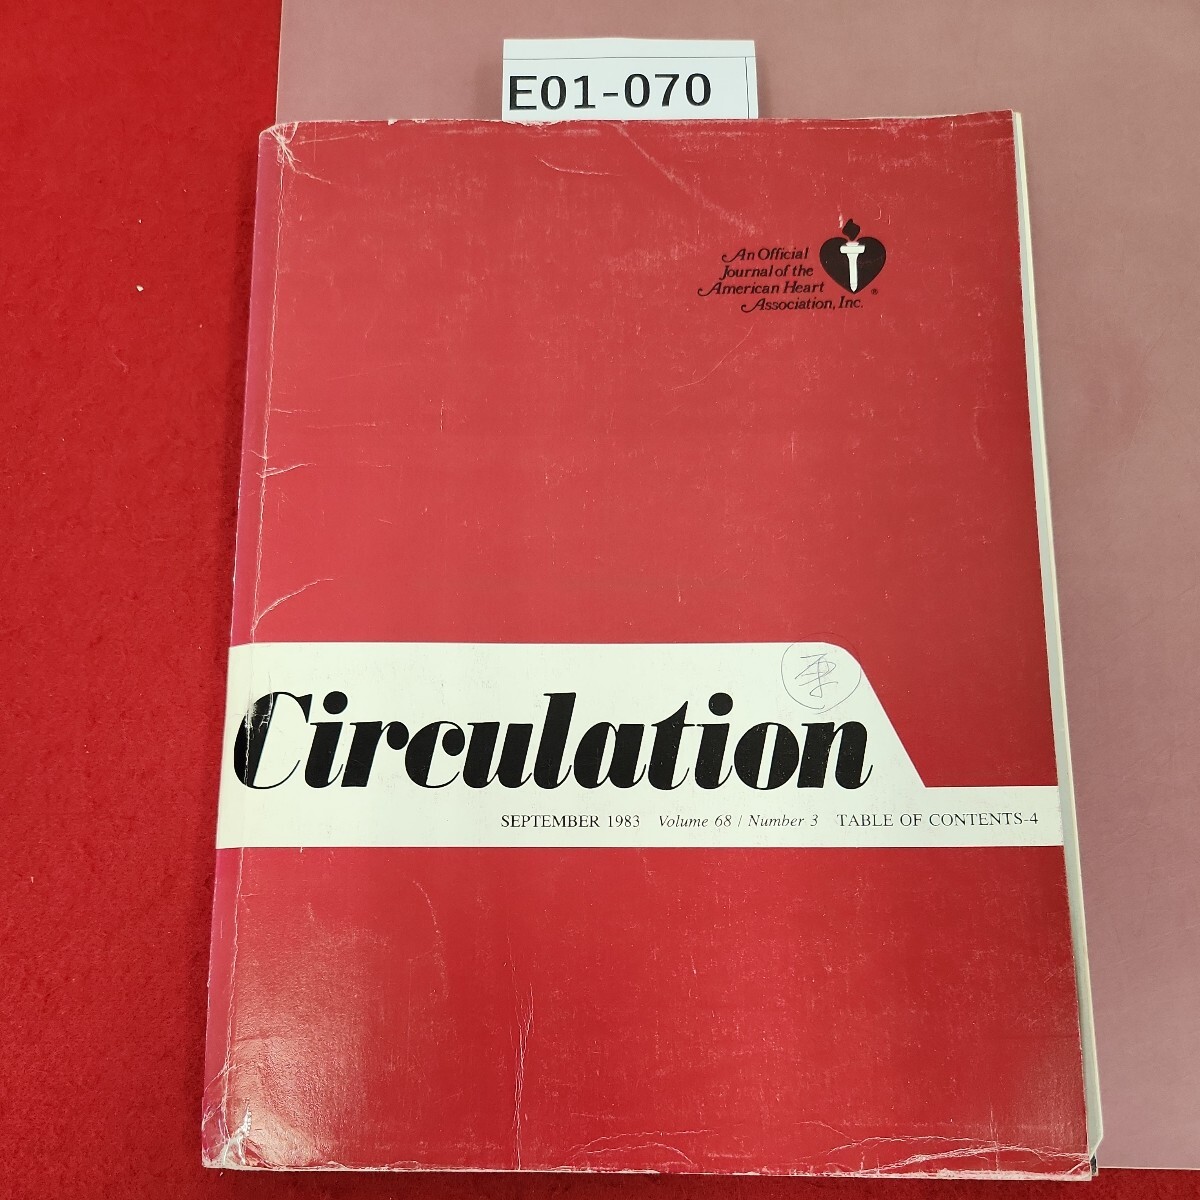 E01-070
An Official
Journal of the
American Heart
Association, Inc.
®
Circulation
SEPTEMBER 1983 Volume 68 / Number 3 TABLE OF CONTENTS-4